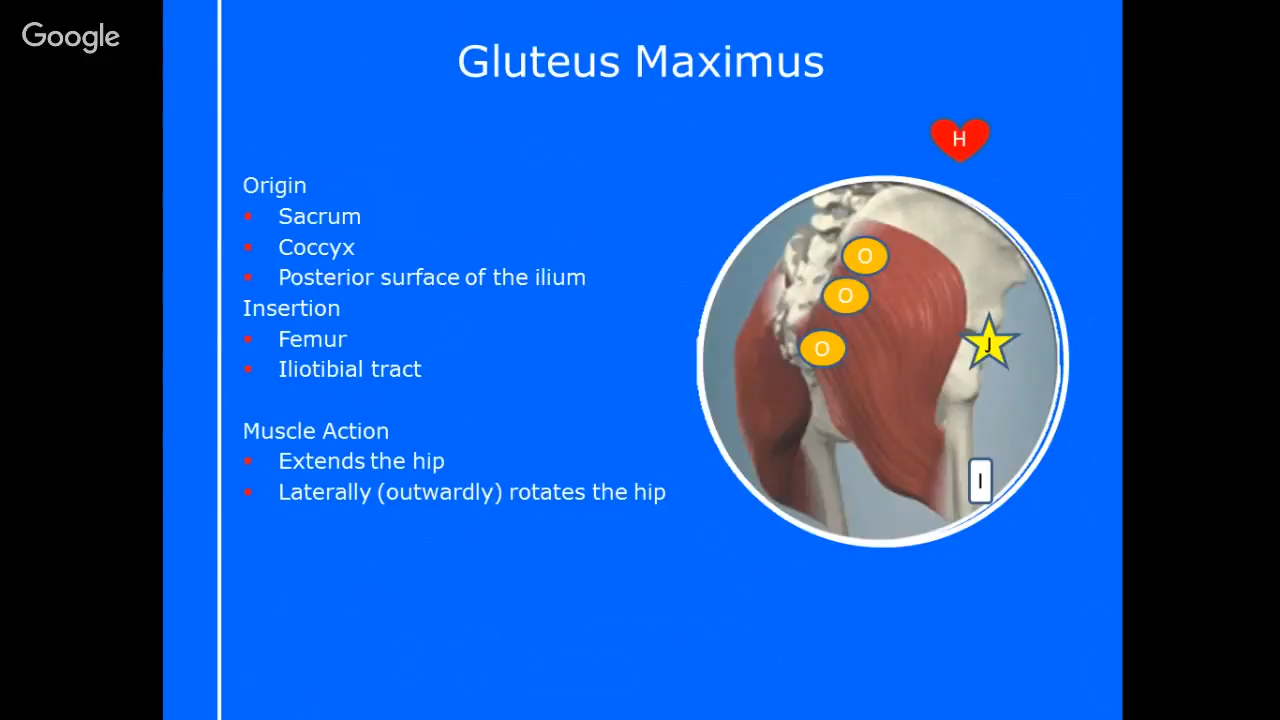 Google
Gluteus Maximus
H
Origin
Sacrum
Coccyx
Posterior surface of the ilium
Insertion
Femur
Iliotibial tract
Muscle Action
Extends the hip
Laterally (outwardly) rotates the hip
O
O
O
J
I